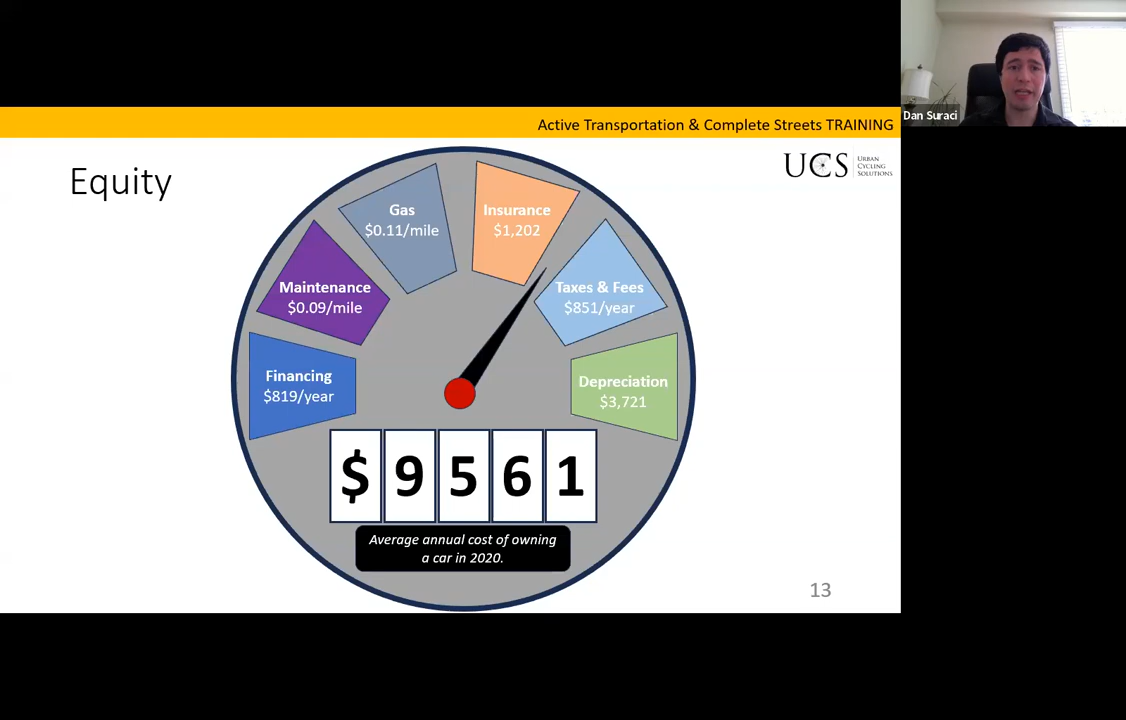 Dan Suraci
Active Transportation & Complete Streets TRAINING
UCS
URBAN
CYCLING
SOLUTIONS
Equity
Gas
$0.11/mile
Insurance
$1,202
Maintenance
$0.09/mile
Taxes & Fees
$851/year
Financing
$819/year
Depreciation
$3,721
$ 9 5 6 1
Average annual cost of owning
a car in 2020.
13